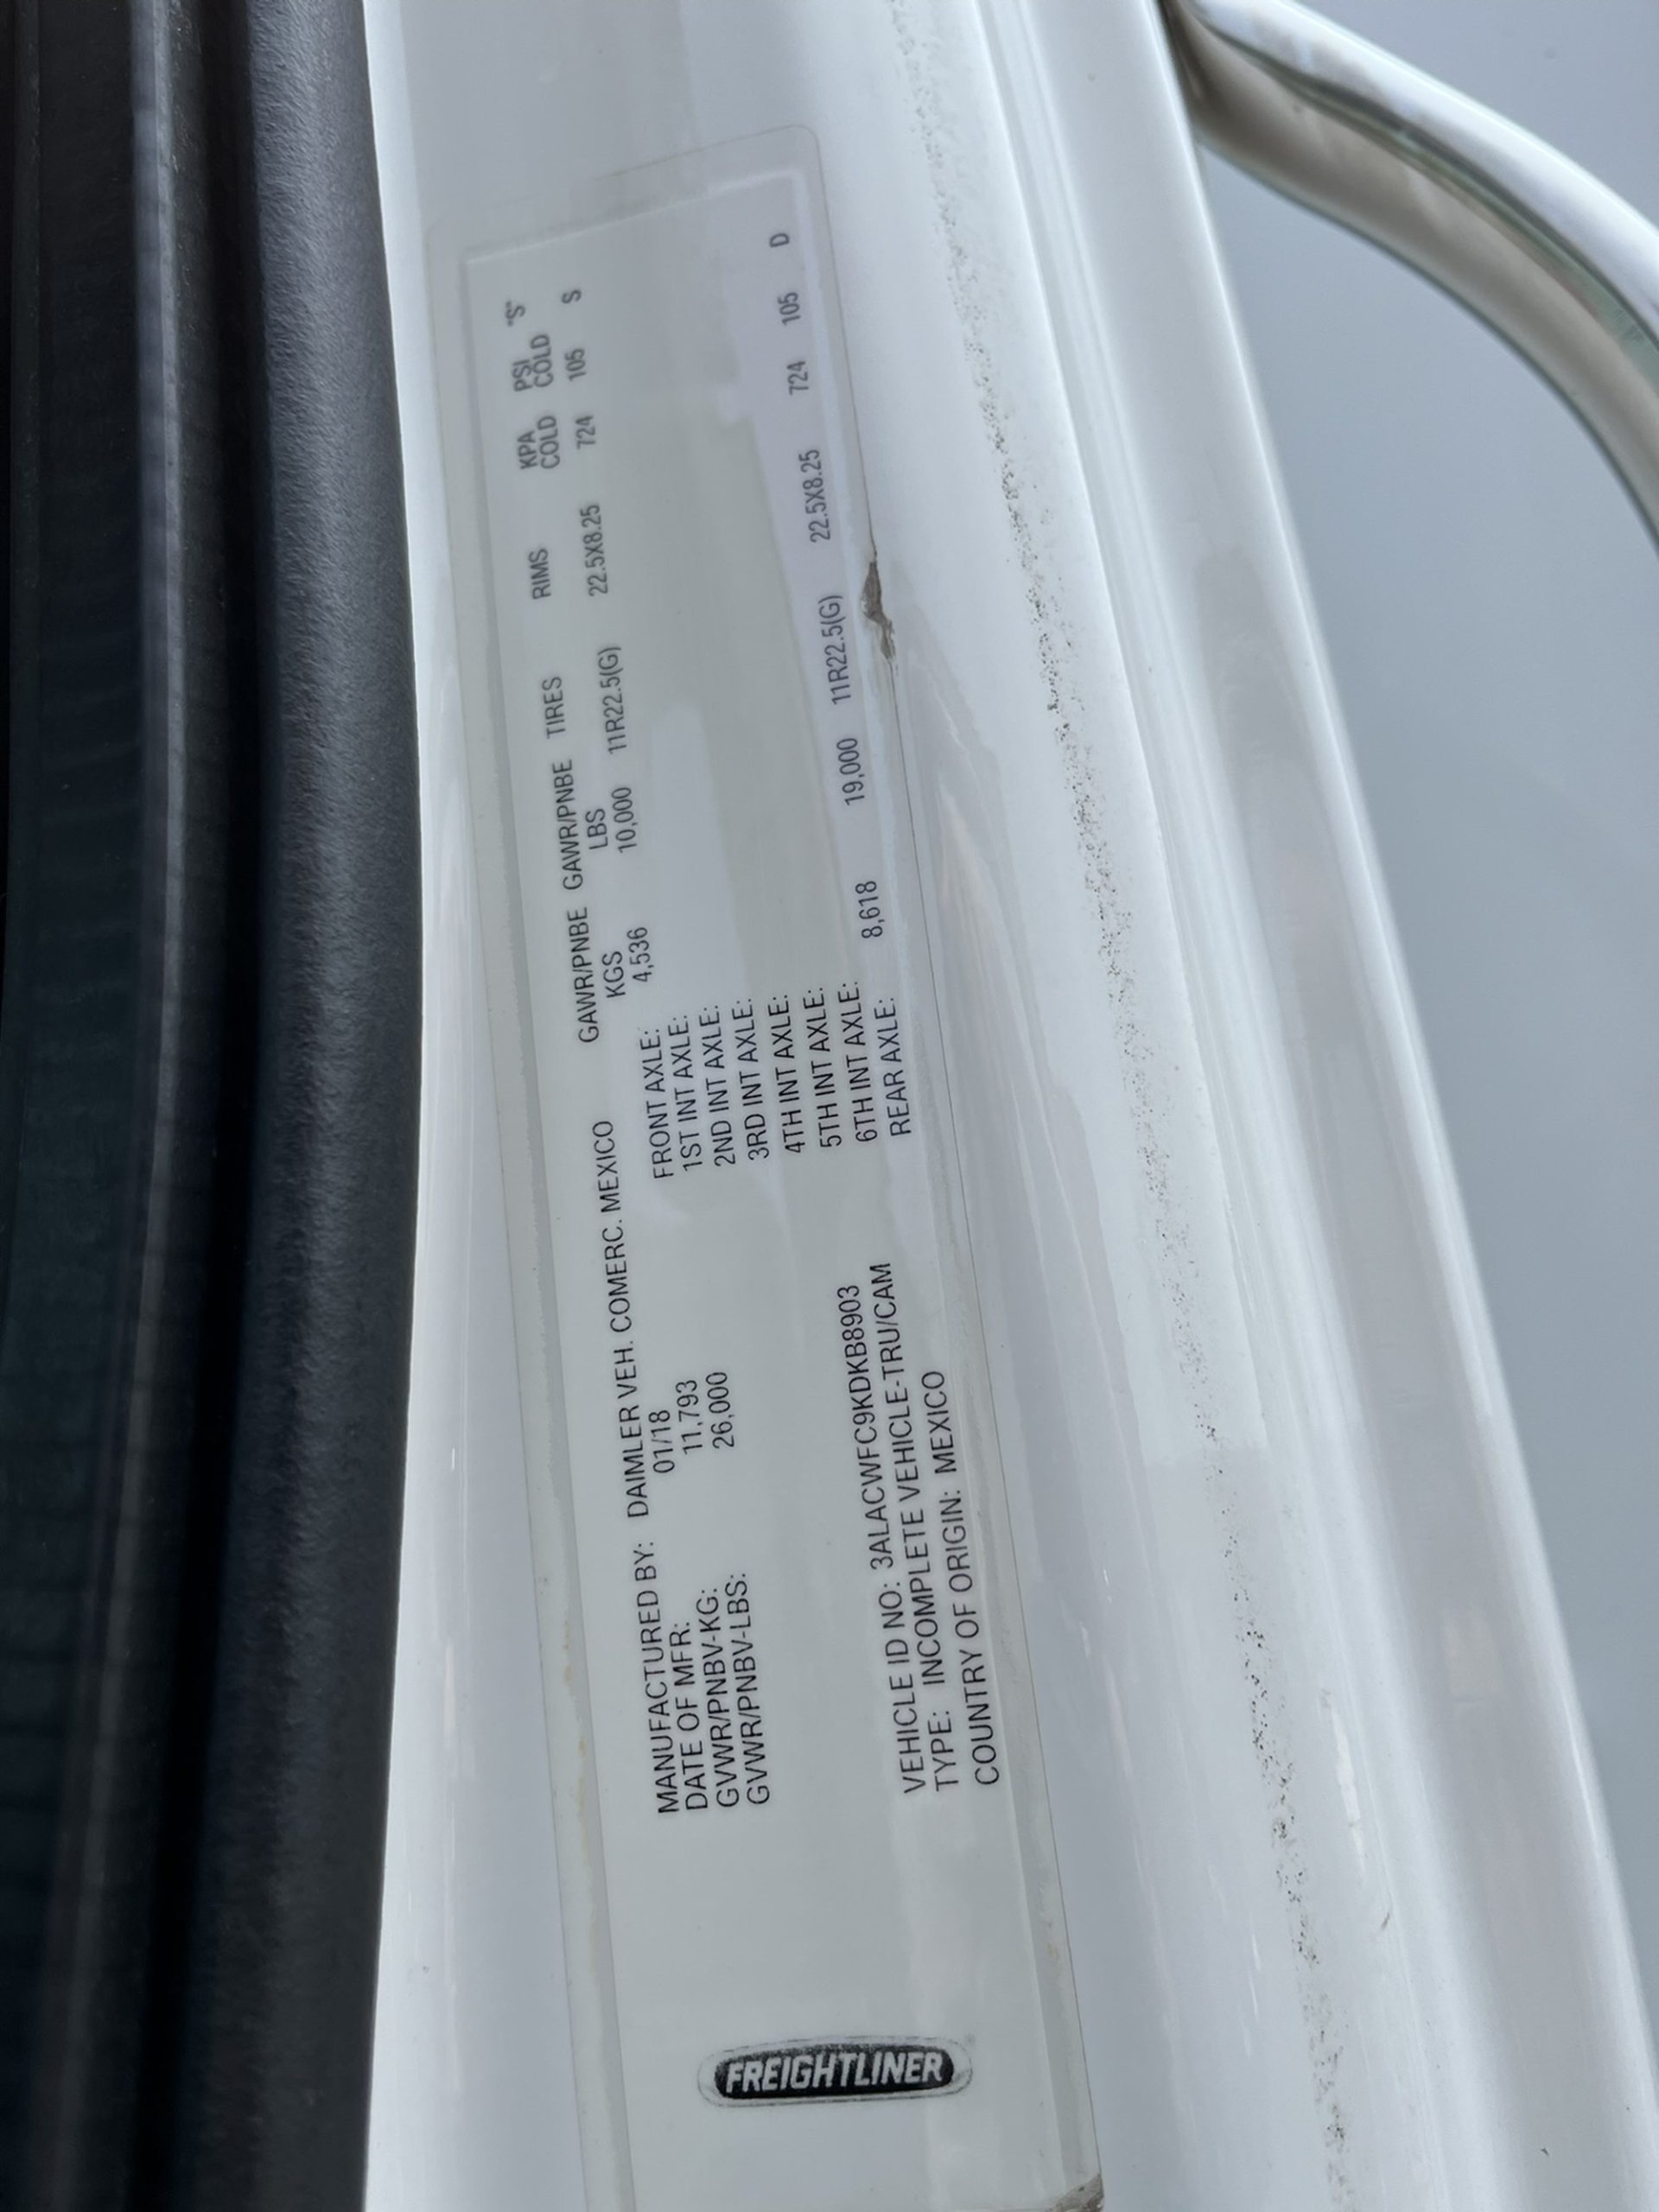 FREIGHTLINER
MANUFACTURED BY: DAIMLER VEH. COMERC. MEXICO
DATE OF MFR: 01/18
GVWR/PNBV-KG: 11,793
GVWR/PNBV-LBS: 26,000
VEHICLE ID NO: 3ALACWFC9KDKB8903
TYPE: INCOMPLETE VEHICLE-TRU/CAM
COUNTRY OF ORIGIN: MEXICO
GAWR/PNBE GAWR/PNBE TIRES RIMS KPA PSI "S"
KGS LBS COLD COLD
FRONT AXLE: 4,536 10,000 11R22.5(G) 22.5X8.25 724 105 S
1ST INT AXLE:
2ND INT AXLE:
3RD INT AXLE:
4TH INT AXLE:
5TH INT AXLE:
6TH INT AXLE:
REAR AXLE: 8,618 19,000 11R22.5(G) 22.5X8.25 724 105 D